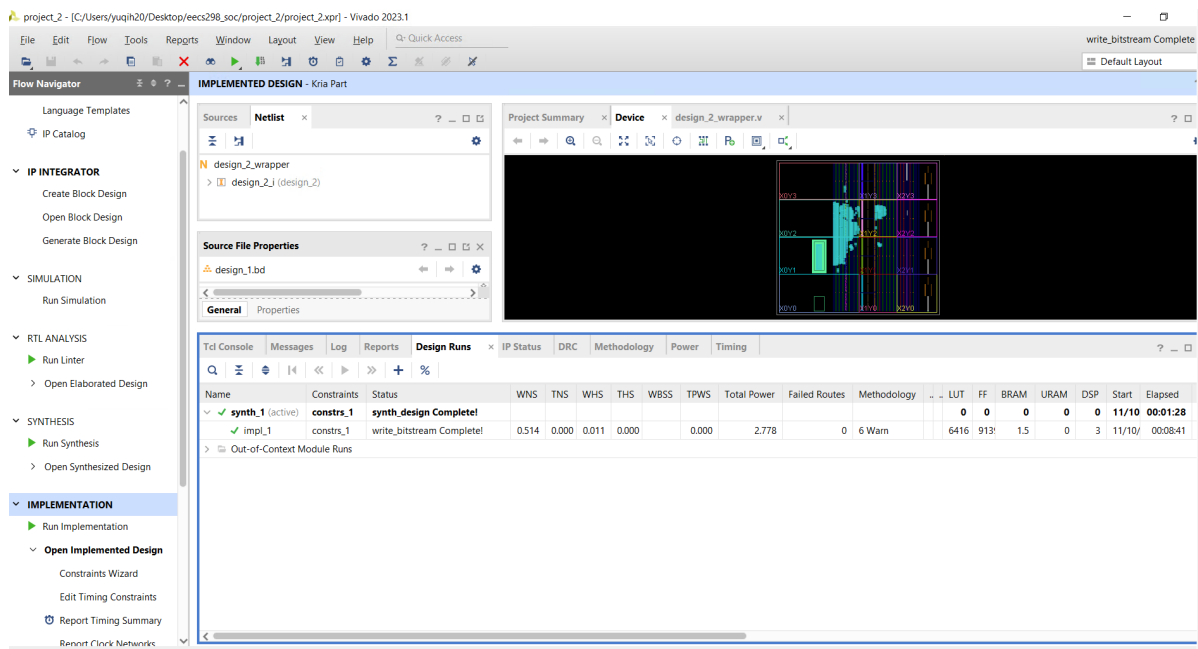 project_2 - [C:/Users/yuqih20/Desktop/eecs298_soc/project_2/project_2.xpr] - Vivado 2023.1
File Edit Flow Tools Reports Window Layout View Help Q- Quick Access write_bitstream Complete
Default Layout
Flow Navigator
IMPLEMENTED DESIGN - Kria Part
Language Templates
IP Catalog
IP INTEGRATOR
Create Block Design
Open Block Design
Generate Block Design
SIMULATION
Run Simulation
RTL ANALYSIS
Run Linter
Open Elaborated Design
SYNTHESIS
Run Synthesis
Open Synthesized Design
IMPLEMENTATION
Run Implementation
Open Implemented Design
Constraints Wizard
Edit Timing Constraints
Report Timing Summary
Report Clock Networks
Sources Netlist
N design_2_wrapper
design_2_i (design_2)
Source File Properties
design_1.bd
General Properties
Project Summary Device design_2_wrapper.v
X0Y3 X1Y3 X2Y3
X0Y2 X1Y2 X2Y2
X0Y1 X2Y1
X0Y0 X1Y0 X2Y0
Tcl Console Messages Log Reports Design Runs IP Status DRC Methodology Power Timing
Name Constraints Status WNS TNS WHS THS WBSS TPWS Total Power Failed Routes Methodology .. .. LUT FF BRAM URAM DSP Start Elapsed
synth_1 (active) constrs_1 synth_design Complete! 0 0 0 0 0 11/10 00:01:28
impl_1 constrs_1 write_bitstream Complete! 0.514 0.000 0.011 0.000 0.000 2.778 0 6 Warn 6416 913 1.5 0 3 11/10/ 00:08:41
Out-of-Context Module Runs